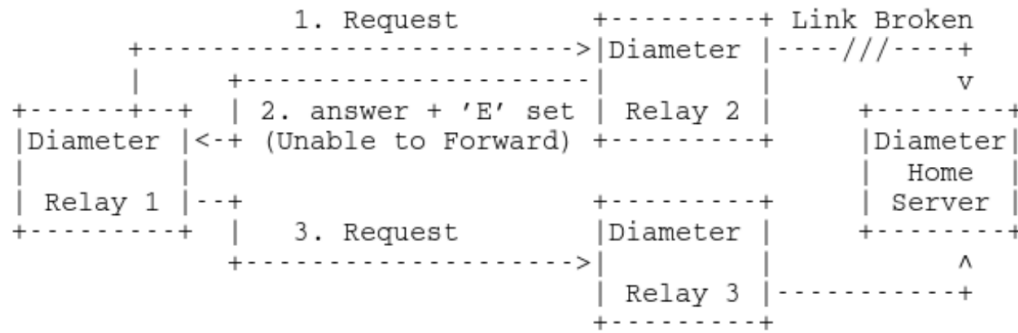 1. Request Link Broken
Diameter
2. answer + 'E' set Relay 2
Diameter (Unable to Forward) Diameter
Home
Relay 1 Server
3. Request Diameter
Relay 3